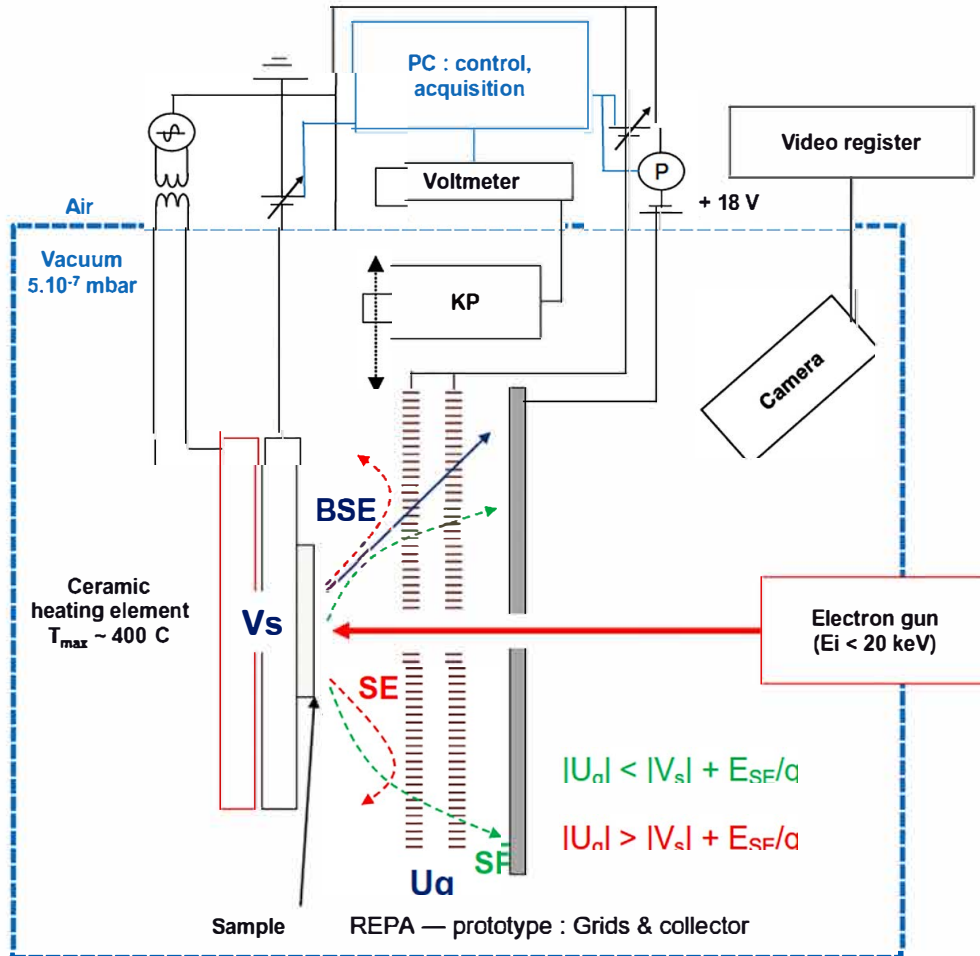 PC : control,
acquisition
Video register
Voltmeter
P
+ 18 V
Air
Vacuum
5.10⁻⁷ mbar
KP
Camera
BSE
Ceramic
heating element
Tmax ~ 400 C
Vs
Electron gun
(Ei < 20 keV)
SE
|Ug| < |Vs| + ESE/q
|Ug| > |Vs| + ESE/q
SE
Ug
Sample
REPA — prototype : Grids & collector